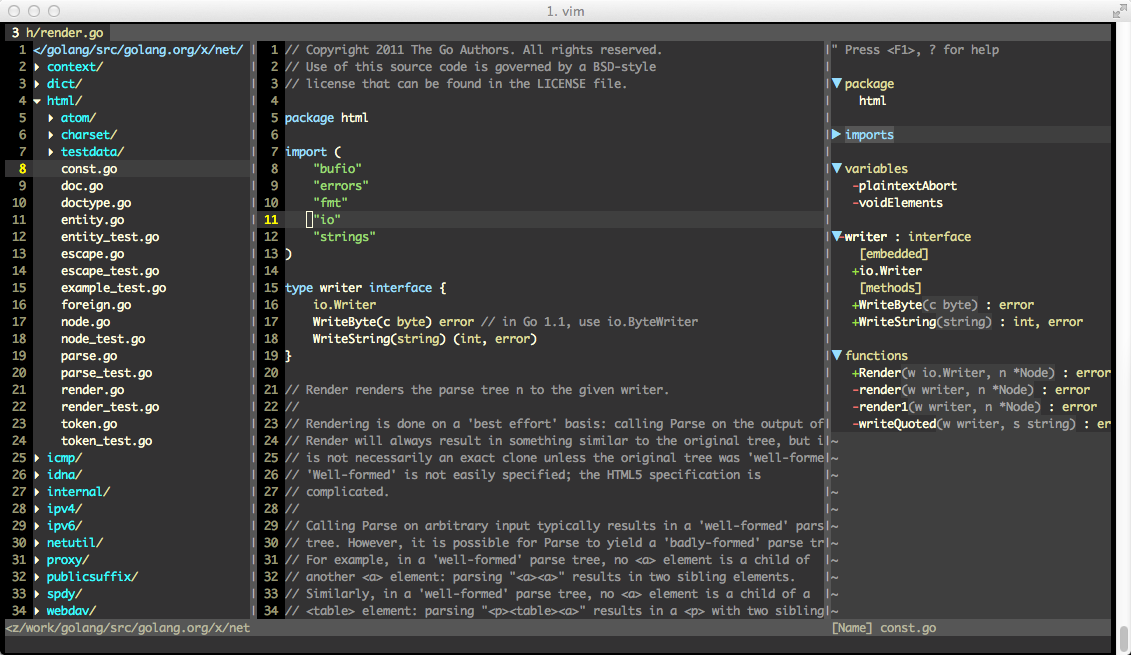 1. vim
3 h/render.go
1 </golang/src/golang.org/x/net/
2 ▸ context/
3 ▸ dict/
4 ▾ html/
5 ▸ atom/
6 ▸ charset/
7 ▸ testdata/
8 const.go
9 doc.go
10 doctype.go
11 entity.go
12 entity_test.go
13 escape.go
14 escape_test.go
15 example_test.go
16 foreign.go
17 node.go
18 node_test.go
19 parse.go
20 parse_test.go
21 render.go
22 render_test.go
23 token.go
24 token_test.go
25 ▸ icmp/
26 ▸ idna/
27 ▸ internal/
28 ▸ ipv4/
29 ▸ ipv6/
30 ▸ netutil/
31 ▸ proxy/
32 ▸ publicsuffix/
33 ▸ spdy/
34 ▸ webdav/
<z/work/golang/src/golang.org/x/net
1 // Copyright 2011 The Go Authors. All rights reserved.
2 // Use of this source code is governed by a BSD-style
3 // license that can be found in the LICENSE file.
4
5 package html
6
7 import (
8 "bufio"
9 "errors"
10 "fmt"
11 "io"
12 "strings"
13 )
14
15 type writer interface {
16 io.Writer
17 WriteByte(c byte) error // in Go 1.1, use io.ByteWriter
18 WriteString(string) (int, error)
19 }
20
21 // Render renders the parse tree n to the given writer.
22 //
23 // Rendering is done on a 'best effort' basis: calling Parse on the output of
24 // Render will always result in something similar to the original tree, but i
25 // is not necessarily an exact clone unless the original tree was 'well-forme
26 // 'Well-formed' is not easily specified; the HTML5 specification is
27 // complicated.
28 //
29 // Calling Parse on arbitrary input typically results in a 'well-formed' pars
30 // tree. However, it is possible for Parse to yield a 'badly-formed' parse tr
31 // For example, in a 'well-formed' parse tree, no <a> element is a child of
32 // another <a> element: parsing "<a><a>" results in two sibling elements.
33 // Similarly, in a 'well-formed' parse tree, no <a> element is a child of a
34 // <table> element: parsing "<p><table><a>" results in a <p> with two sibling
" Press <F1>, ? for help
▼ package
html
▶ imports
▼ variables
-plaintextAbort
-voidElements
▼-writer : interface
[embedded]
+io.Writer
[methods]
+WriteByte(c byte) : error
+WriteString(string) : int, error
▼ functions
+Render(w io.Writer, n *Node) : error
-render(w writer, n *Node) : error
-render1(w writer, n *Node) : error
-writeQuoted(w writer, s string) : er
~
~
~
~
~
~
~
~
~
~
~
[Name] const.go